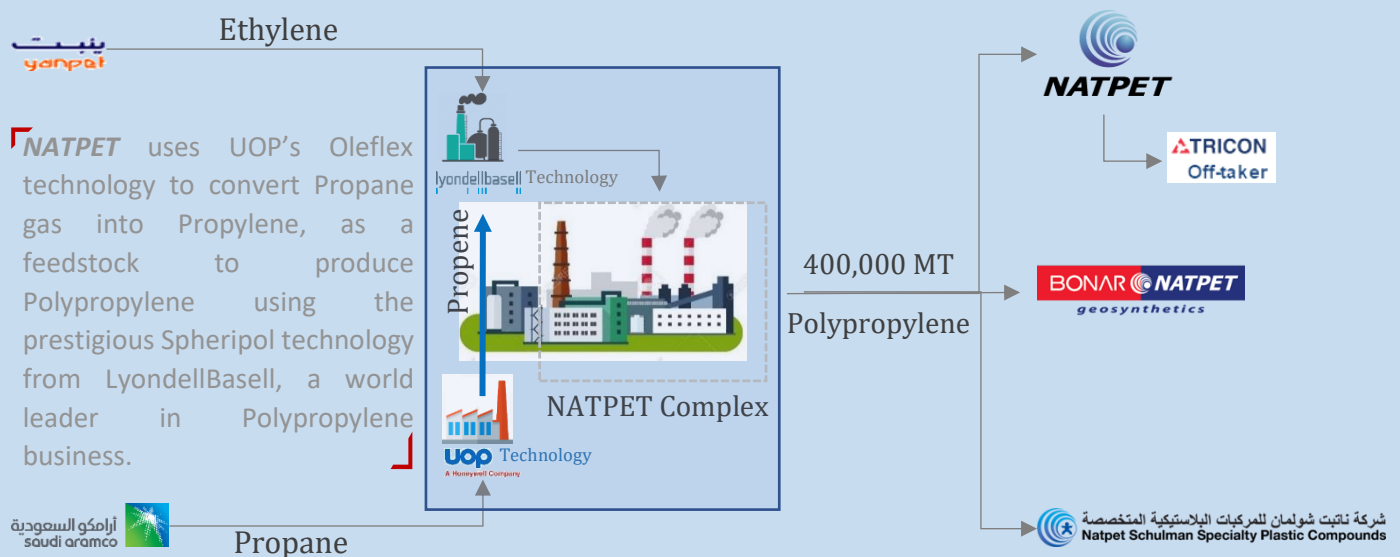 ينبت
yanpet
Ethylene
NATPET uses UOP's Oleflex
technology to convert Propane
gas into Propylene, as a
feedstock to produce
Polypropylene using the
prestigious Spheripol technology
from LyondellBasell, a world
leader in Polypropylene
business.
أرامكو السعودية
saudi aramco
Propane
lyondellbasell Technology
Propene
NATPET Complex
uop Technology
A Honeywell Company
400,000 MT
Polypropylene
NATPET
TRICON
Off-taker
BONAR NATPET
geosynthetics
شركة ناتبت شولمان للمركبات البلاستيكية المتخصصة
Natpet Schulman Specialty Plastic Compounds